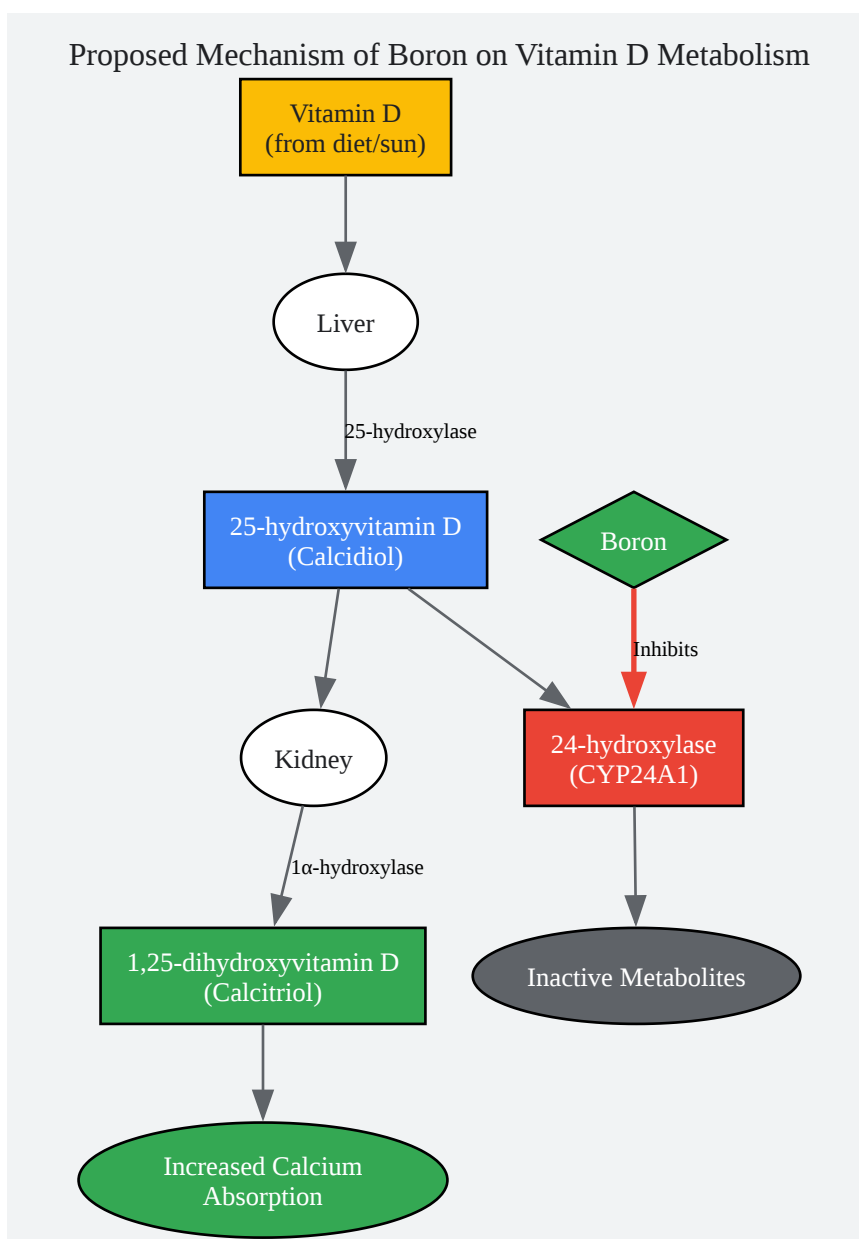 Proposed Mechanism of Boron on Vitamin D Metabolism
Vitamin D
(from diet/sun)
Liver
25-hydroxylase
25-hydroxyvitamin D
(Calcidiol)
Boron
Inhibits
Kidney
24-hydroxylase
(CYP24A1)
1α-hydroxylase
1,25-dihydroxyvitamin D
(Calcitriol)
Inactive Metabolites
Increased Calcium
Absorption